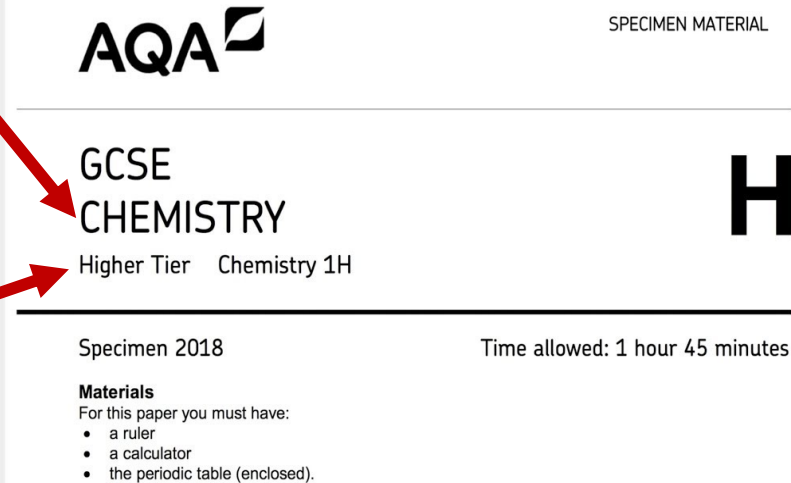 AQA
SPECIMEN MATERIAL
GCSE
CHEMISTRY
H
Higher Tier Chemistry 1H
Specimen 2018
Time allowed: 1 hour 45 minutes
Materials
For this paper you must have:
• a ruler
• a calculator
• the periodic table (enclosed).